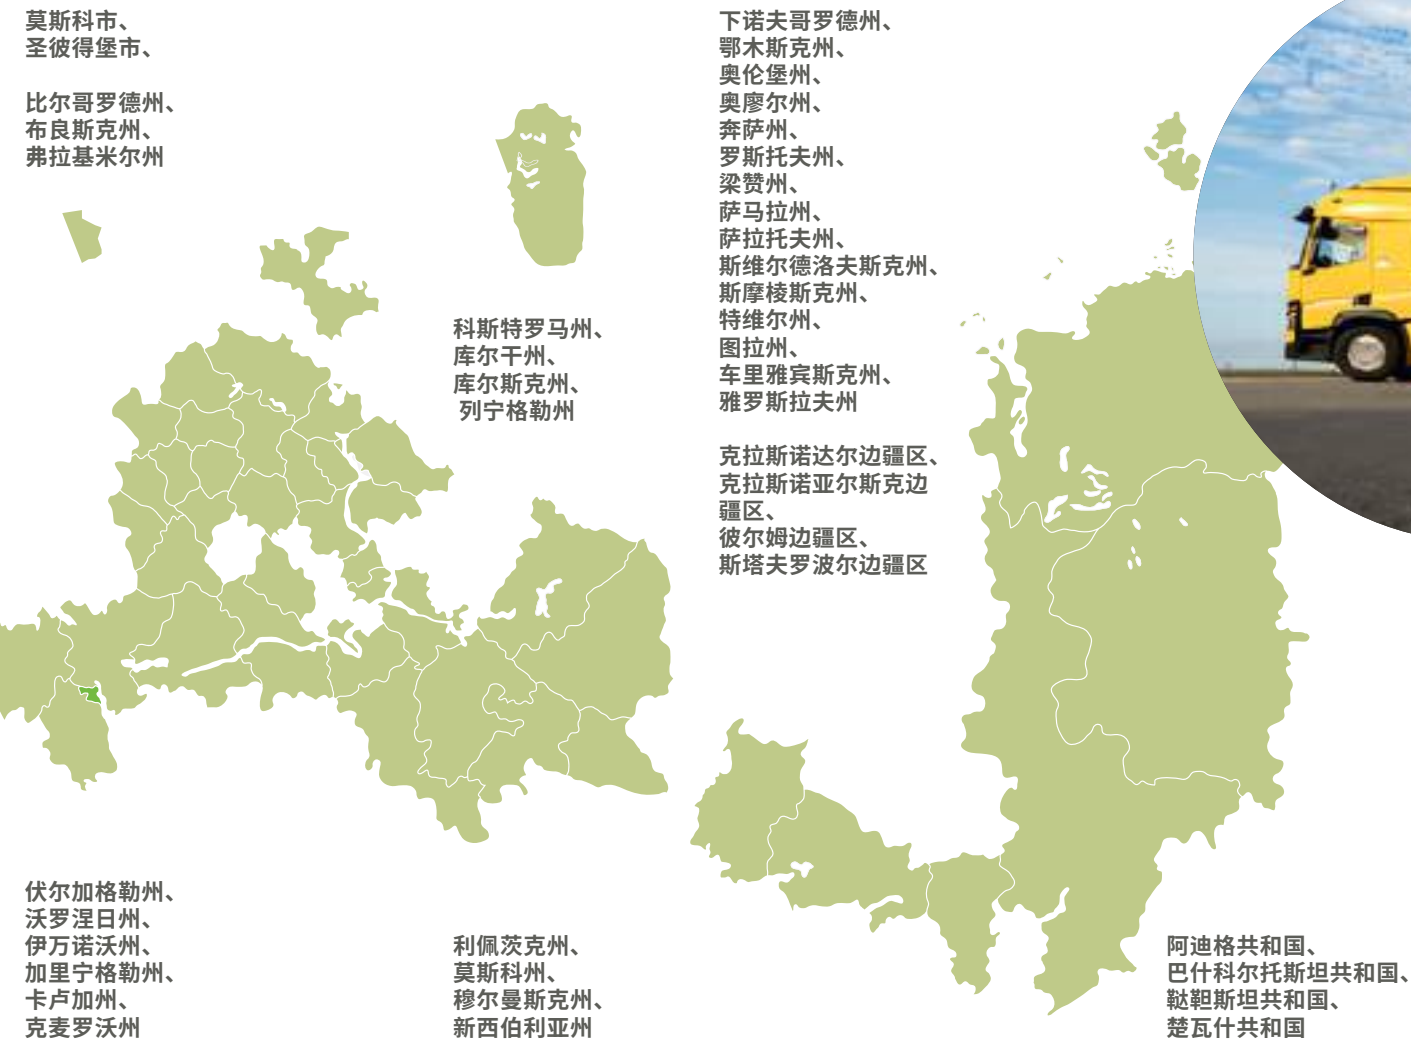 莫斯科市、
圣彼得堡市、
比尔哥罗德州、
布良斯克州、
弗拉基米尔州
伏尔加格勒州、
沃罗涅日州、
伊万诺沃州、
加里宁格勒州、
卡卢加州、
克麦罗沃州
科斯特罗马州、
库尔干州、
库尔斯克州、
列宁格勒州
利佩茨克州、
莫斯科州、
穆尔曼斯克州、
新西伯利亚州
下诺夫哥罗德州、
鄂木斯克州、
奥伦堡州、
奥廖尔州、
奔萨州、
罗斯托夫州、
梁赞州、
萨马拉州、
萨拉托夫州、
斯维尔德洛夫斯克州、
斯摩棱斯克州、
特维尔州、
图拉州、
车里雅宾斯克州、
雅罗斯拉夫州
克拉斯诺达尔边疆区、
克拉斯诺亚尔斯克边
疆区、
彼尔姆边疆区、
斯塔夫罗波尔边疆区
阿迪格共和国、
巴什科尔托斯坦共和国、
鞑靼斯坦共和国、
楚瓦什共和国